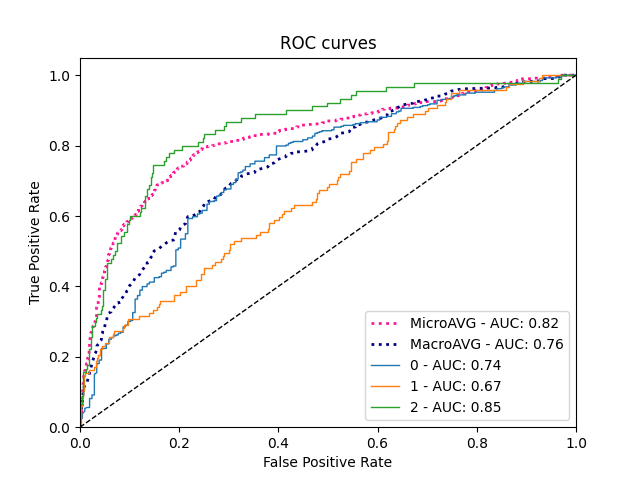 ROC curves
True Positive Rate
1.0
0.8
0.6
0.4
0.2
0.0
MicroAVG - AUC: 0.82
MacroAVG - AUC: 0.76
0 - AUC: 0.74
1 - AUC: 0.67
2 - AUC: 0.85
0.0 0.2 0.4 0.6 0.8 1.0
False Positive Rate